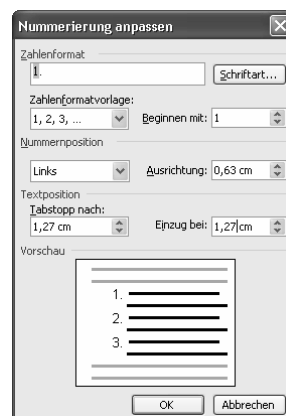 Nummerierung anpassen
Zahlenformat
1.
Schriftart...
Zahlenformatvorlage:
1, 2, 3, ... Beginnen mit: 1
Nummernposition
Links Ausrichtung: 0,63 cm
Textposition
Tabstopp nach:
1,27 cm Einzug bei: 1,27 cm
Vorschau
1.
2.
3.
OK Abbrechen